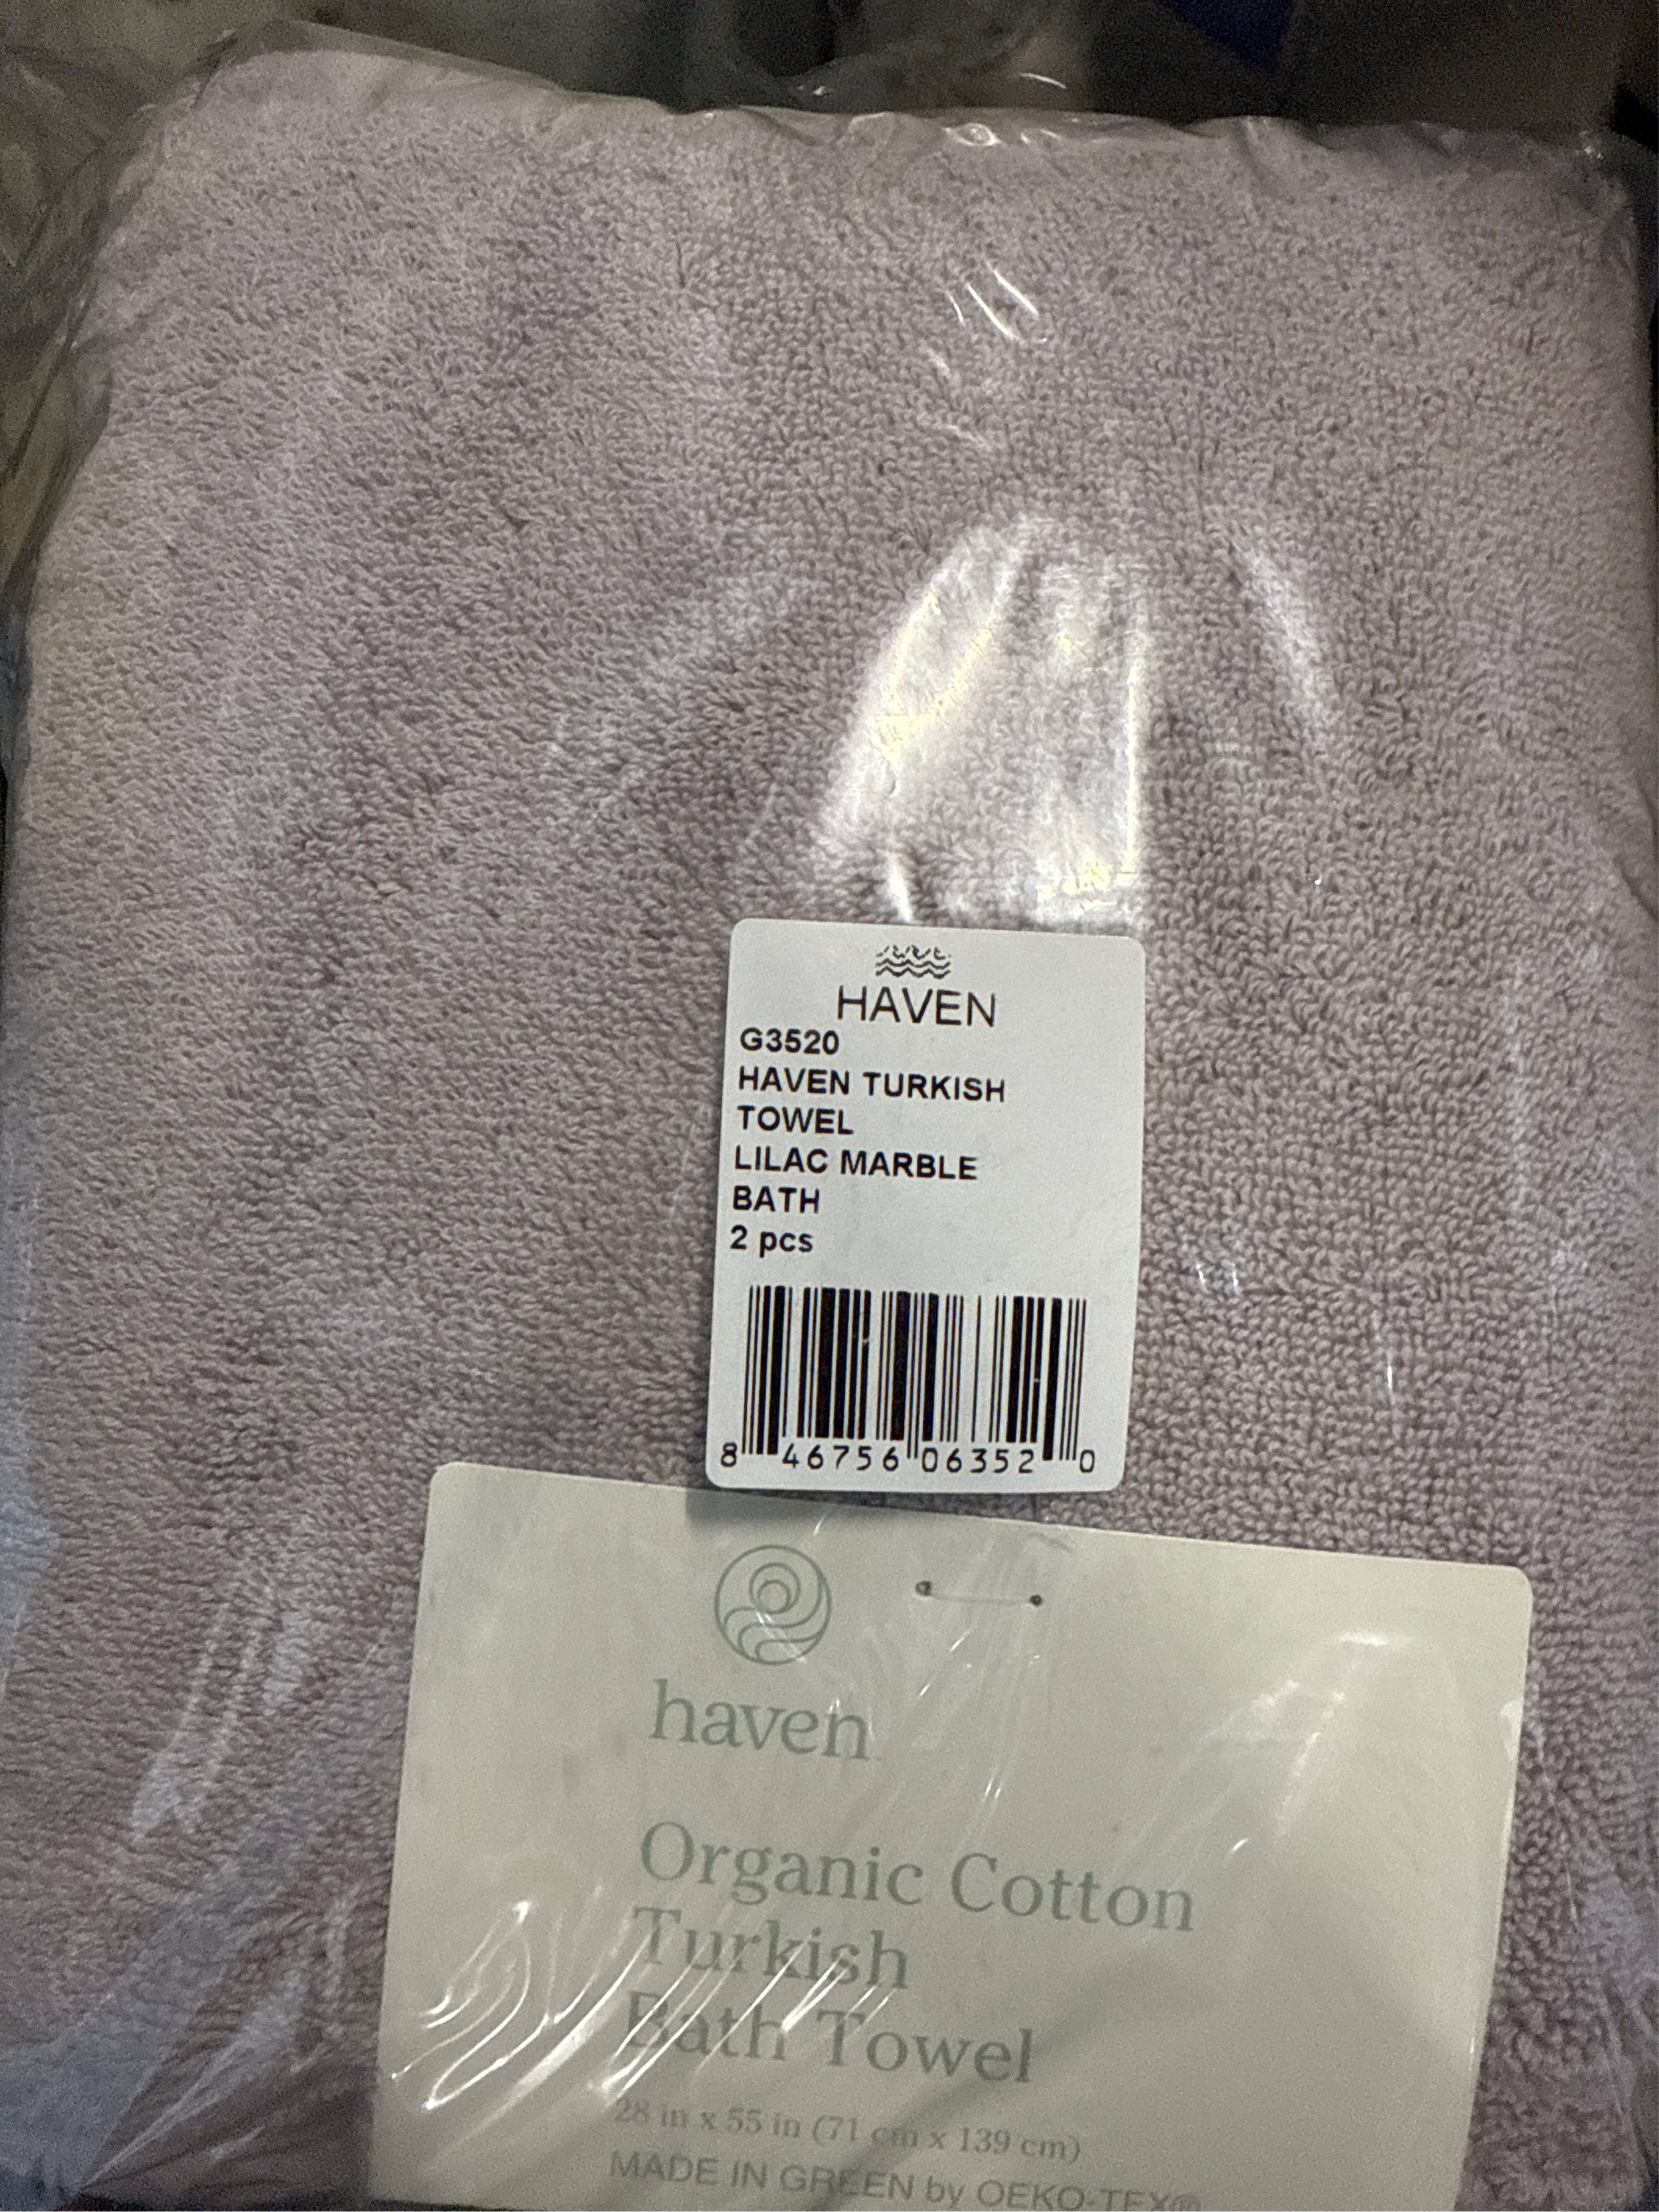 HAVEN
G3520
HAVEN TURKISH
TOWEL
LILAC MARBLE
BATH
2 pcs
8 46756 06352 0
haven
Organic Cotton
Turkish
Bath Towel
28 in x 55 in (71 cm x 139 cm)
MADE IN GREEN by OEKO-TEX®